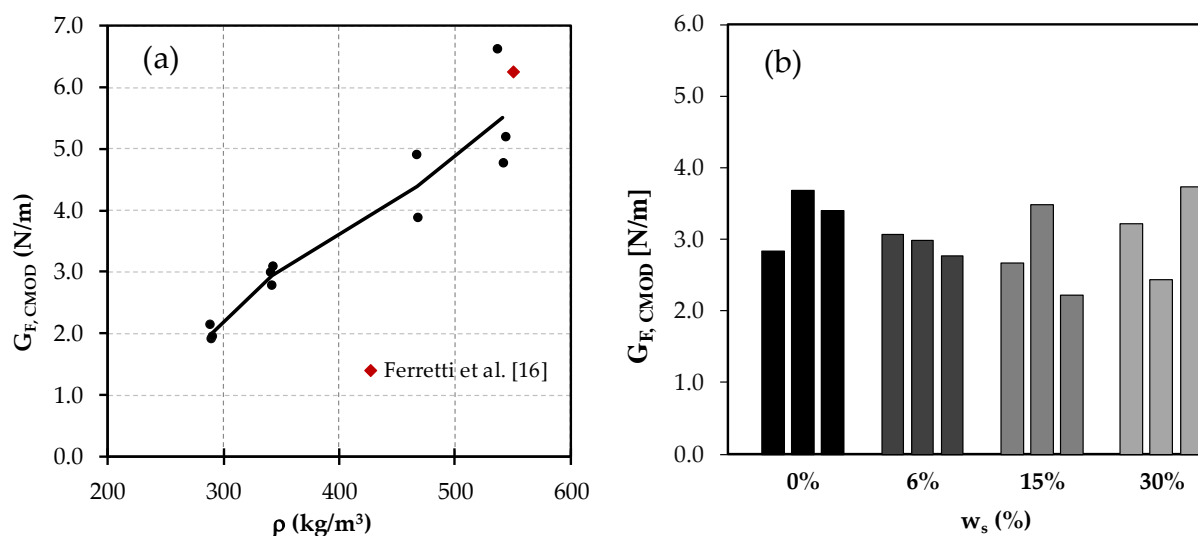 (a)
7.0
6.0
5.0
4.0
3.0
2.0
1.0
0.0
G_F, CMOD (N/m)
Ferretti et al. [16]
200 300 400 500 600
ρ (kg/m³)
(b)
6.0
5.0
4.0
3.0
2.0
1.0
0.0
G_F, CMOD [N/m]
0% 6% 15% 30%
w_s (%)